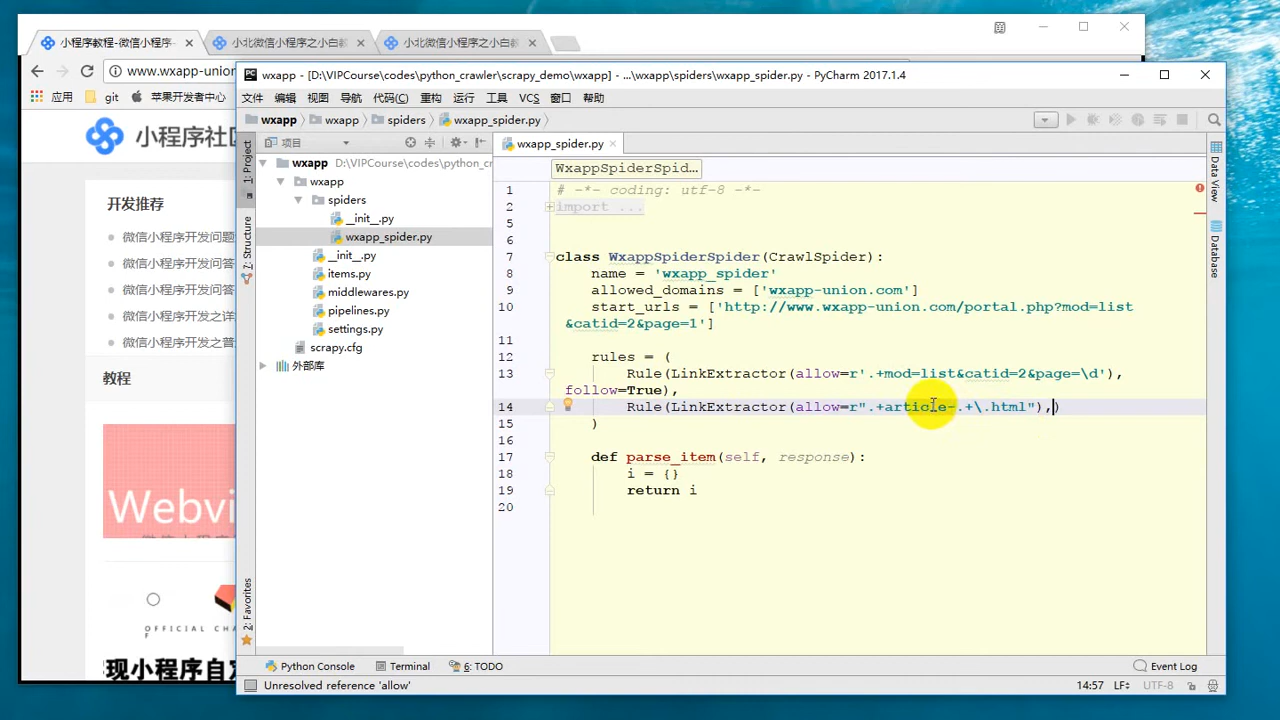 小程序教程-微信小程序-
小北微信小程序之小白教
小北微信小程序之小白教
www.wxapp-union
应用 git 苹果开发者中心
小程序社区
开发推荐
微信小程序开发问题
微信小程序开发问答
微信小程序开发问答
微信小程序开发之详
微信小程序开发之普
教程
Webvi
OFFICIAL CHA
现小程序自定
wxapp - [D:\VIPCourse\codes\python_crawler\scrapy_demo\wxapp] - ...\wxapp\spiders\wxapp_spider.py - PyCharm 2017.1.4
文件 编辑 视图 导航 代码(C) 重构 运行 工具 VCS 窗口 帮助
wxapp wxapp spiders wxapp_spider.py
1: Project
项目
wxapp D:\VIPCourse\codes\python_cr
wxapp
spiders
__init__.py
wxapp_spider.py
__init__.py
items.py
middlewares.py
pipelines.py
settings.py
scrapy.cfg
外部库
7: Structure
2: Favorites
wxapp_spider.py
WxappSpiderSpid...
1 # -*- coding: utf-8 -*-
2 import ...
5
6
7 class WxappSpiderSpider(CrawlSpider):
8 name = 'wxapp_spider'
9 allowed_domains = ['wxapp-union.com']
10 start_urls = ['http://www.wxapp-union.com/portal.php?mod=list
&catid=2&page=1']
11
12 rules = (
13 Rule(LinkExtractor(allow=r'.+mod=list&catid=2&page=\d'),
follow=True),
14 Rule(LinkExtractor(allow=r".+article-.+\.html"),)
15 )
16
17 def parse_item(self, response):
18 i = {}
19 return i
20
Data View
Database
Python Console Terminal 6: TODO Event Log
Unresolved reference 'allow' 14:57 LF÷ UTF-8